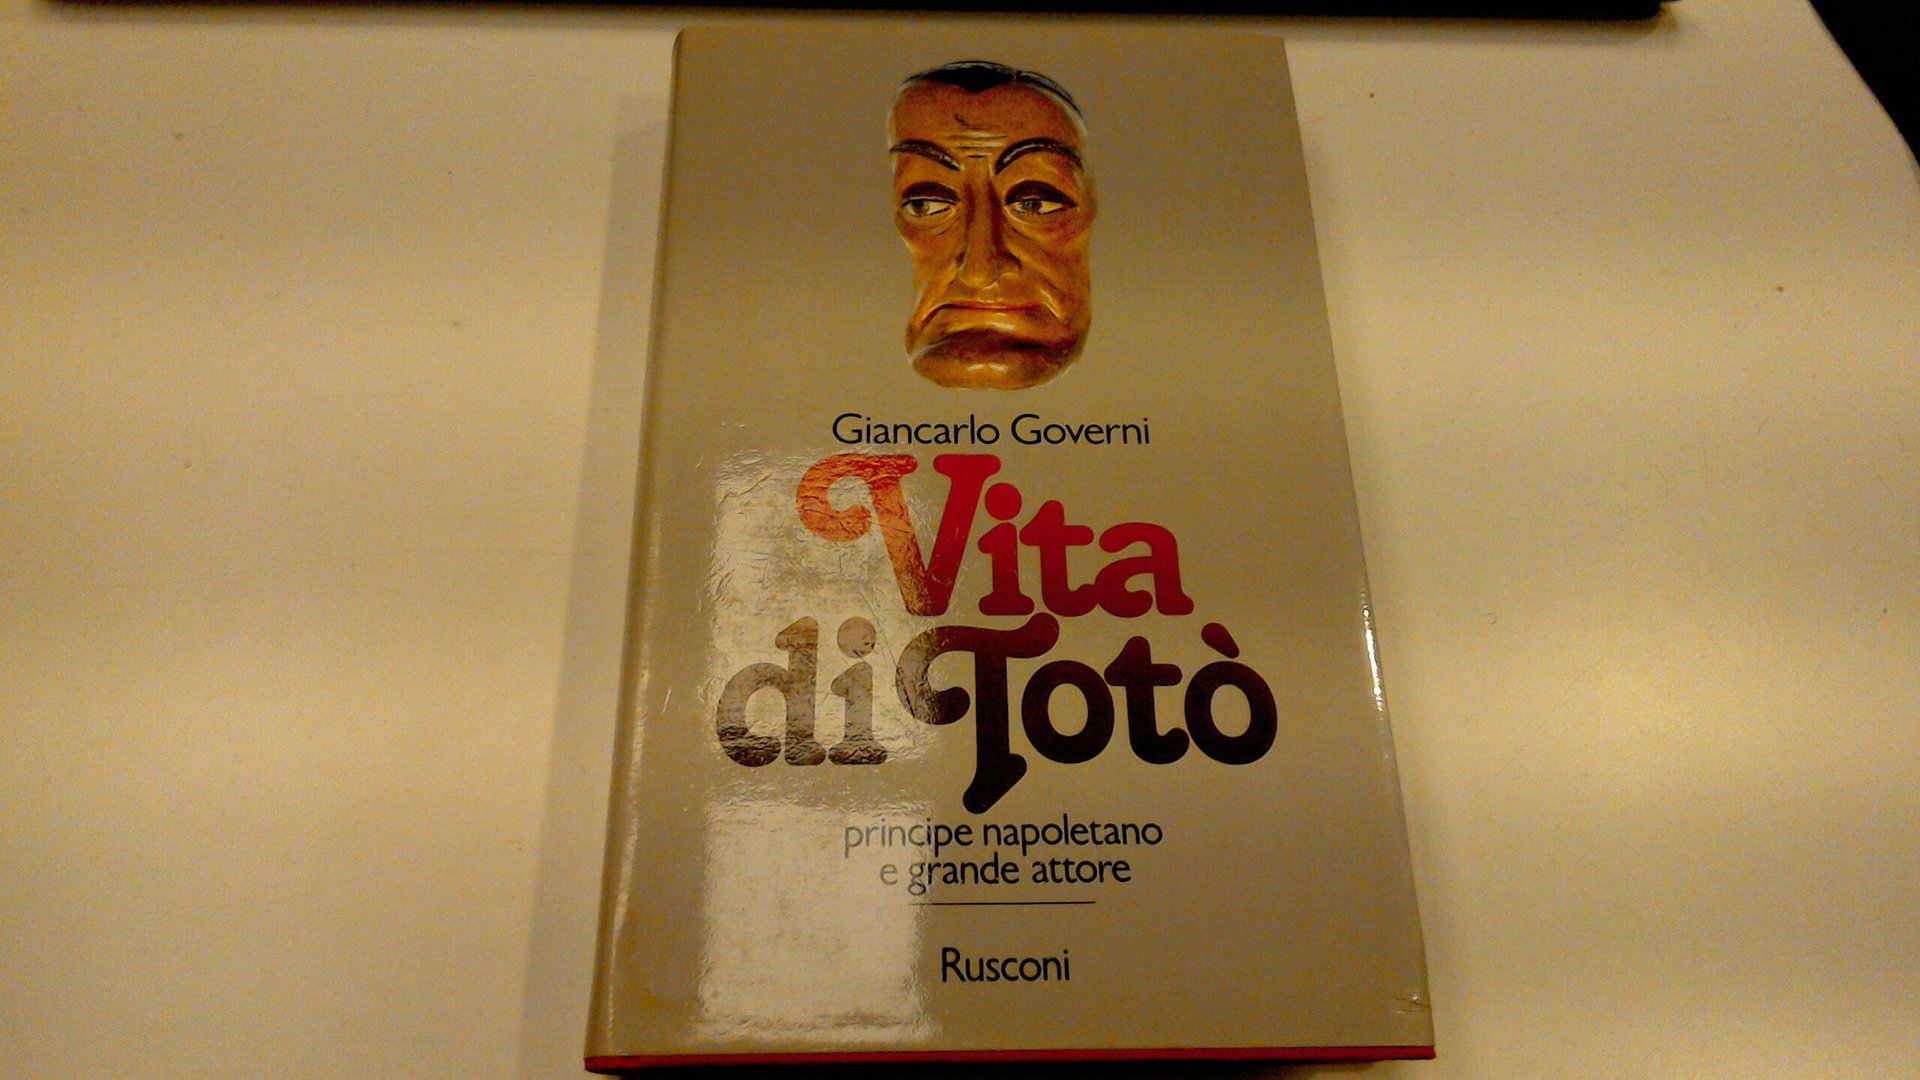 Giancarlo Governi
Vita
di Totò
principe napoletano
e grande attore
Rusconi